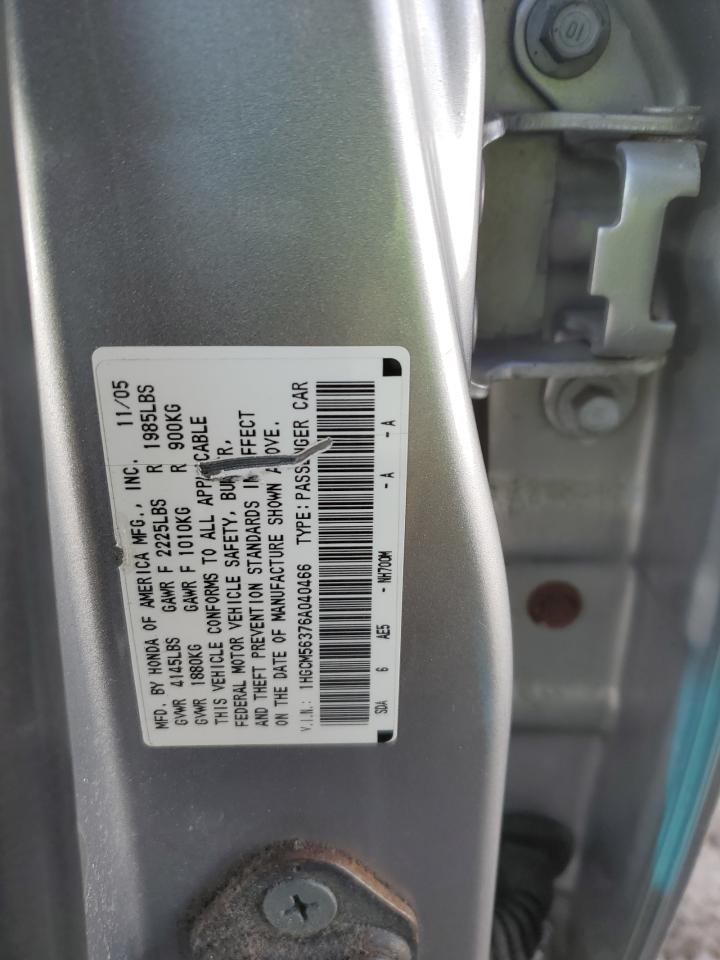 MFD. BY HONDA OF AMERICA MFG., INC. 11/05
GVWR 4145LBS GAWR F 2225LBS R 1985LBS
GVWR 1880KG GAWR F 1010KG R 900KG
THIS VEHICLE CONFORMS TO ALL APPLICABLE
FEDERAL MOTOR VEHICLE SAFETY,
AND THEFT PREVENTION STANDARDS IN EFFECT
ON THE DATE OF MANUFACTURE SHOWN ABOVE.
V.I.N.: 1HGCM56376A040466 TYPE: PASSENGER CAR
SDA 6 AE5 - NH700M - A - A
10